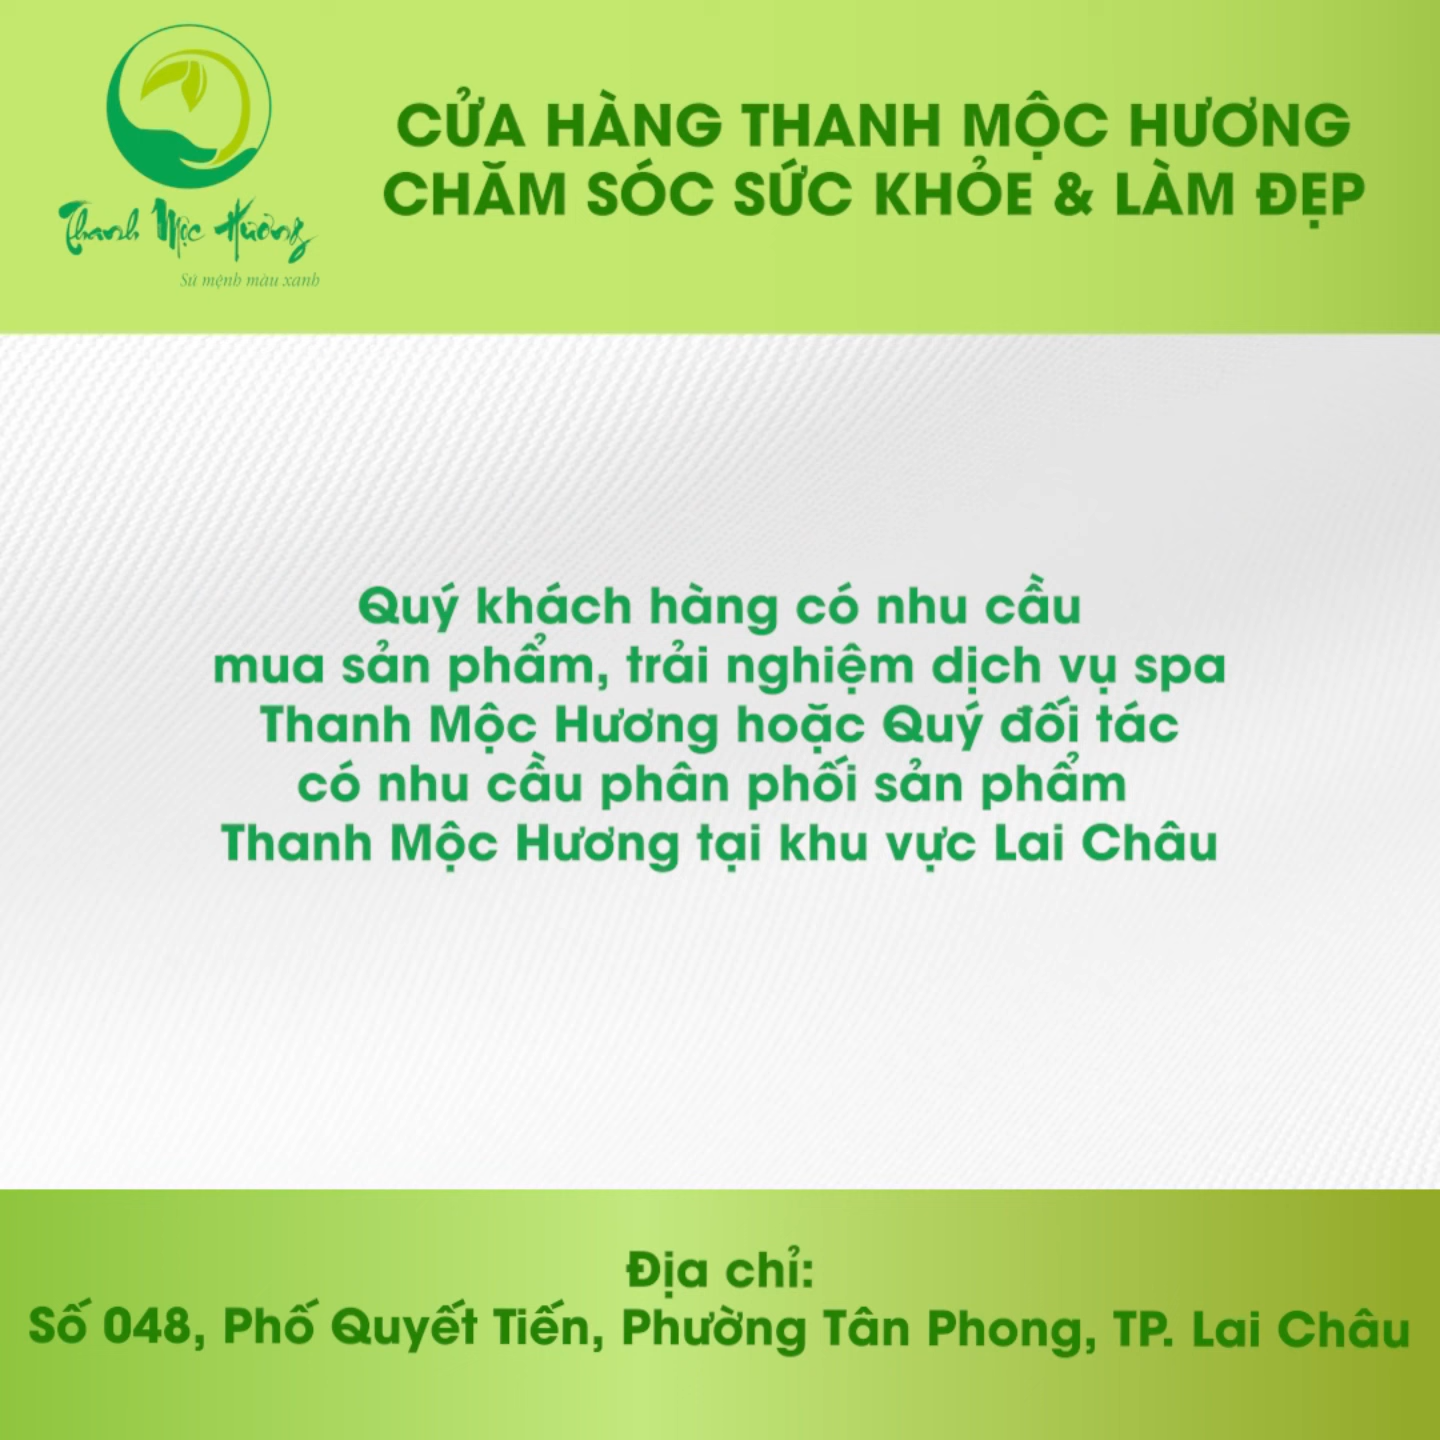 Thanh Mộc Hương
Sứ mệnh màu xanh
CỬA HÀNG THANH MỘC HƯƠNG
CHĂM SÓC SỨC KHỎE & LÀM ĐẸP
Quý khách hàng có nhu cầu
mua sản phẩm, trải nghiệm dịch vụ spa
Thanh Mộc Hương hoặc Quý đối tác
có nhu cầu phân phối sản phẩm
Thanh Mộc Hương tại khu vực Lai Châu
Địa chỉ:
Số 048, Phố Quyết Tiến, Phường Tân Phong, TP. Lai Châu